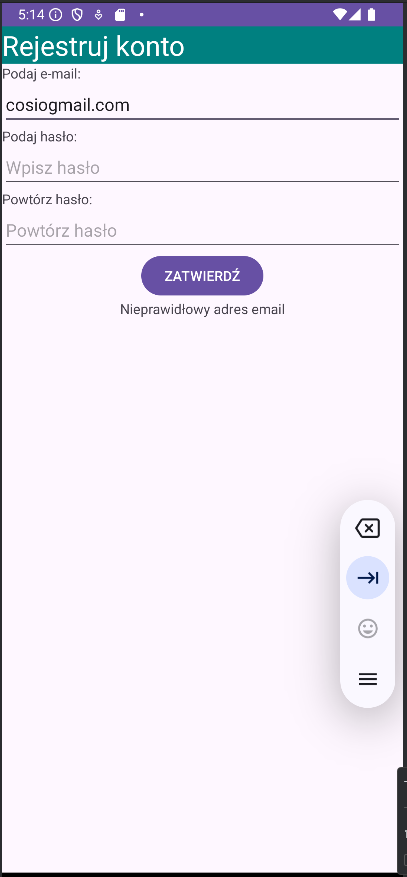 5:14
Rejestruj konto
Podaj e-mail:
cosiogmail.com
Podaj hasło:
Wpisz hasło
Powtórz hasło:
Powtórz hasło
ZATWIERDŹ
Nieprawidłowy adres email